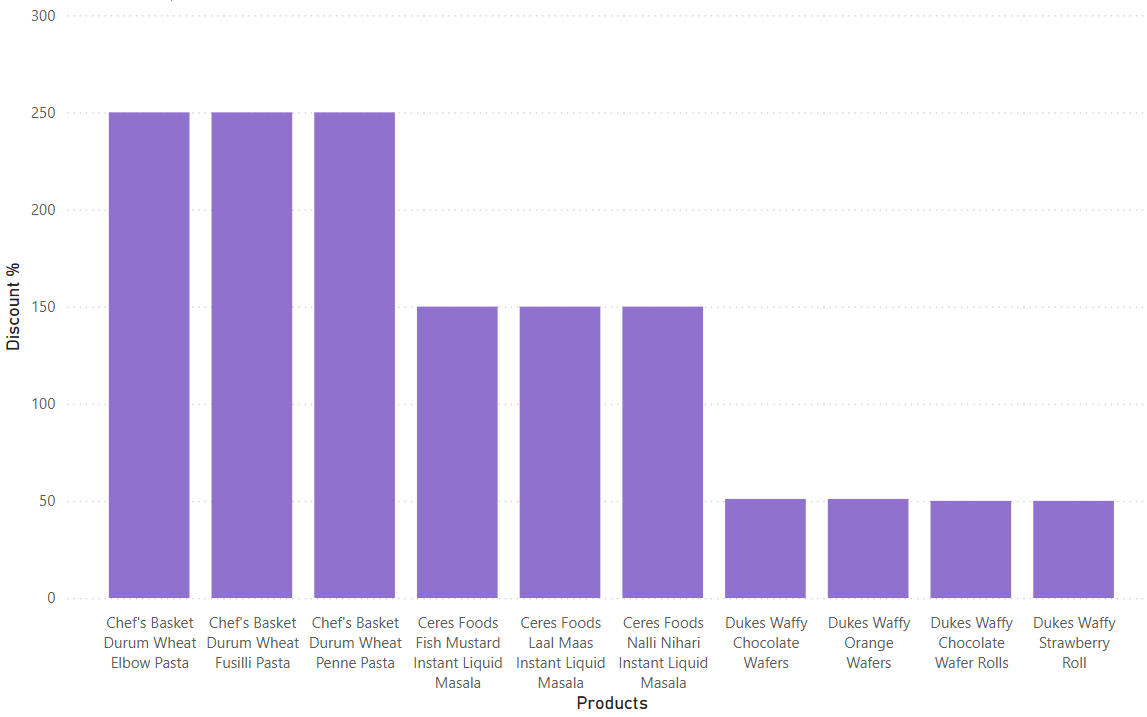 300
250
200
150
100
50
0
Discount %
Chef's Basket Durum Wheat Elbow Pasta
Chef's Basket Durum Wheat Fusilli Pasta
Chef's Basket Durum Wheat Penne Pasta
Ceres Foods Fish Mustard Instant Liquid Masala
Ceres Foods Laal Maas Instant Liquid Masala
Ceres Foods Nalli Nihari Instant Liquid Masala
Dukes Waffy Chocolate Wafers
Dukes Waffy Orange Wafers
Dukes Waffy Chocolate Wafer Rolls
Dukes Waffy Strawberry Roll
Products